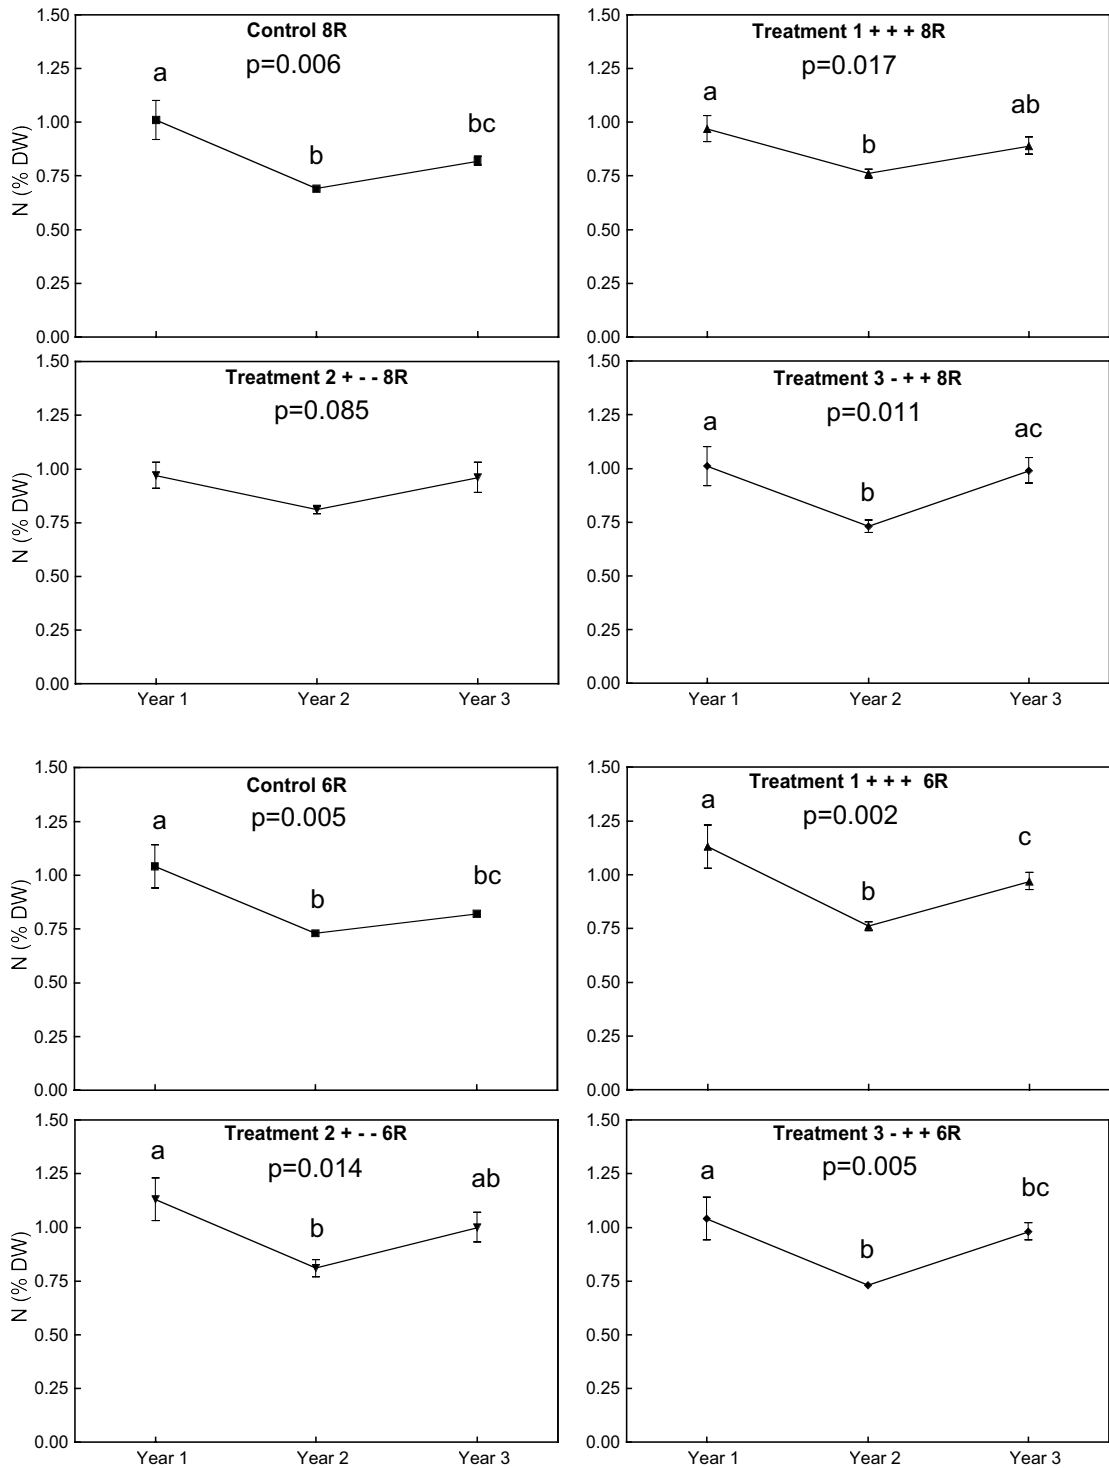 Control 8R
p=0.006
N (% DW)
1.50
1.25
1.00
0.75
0.50
0.25
0.00
a
b
bc
Treatment 1 + + + 8R
p=0.017
1.50
1.25
1.00
0.75
0.50
0.25
0.00
a
b
ab
Treatment 2 + - - 8R
p=0.085
N (% DW)
1.50
1.25
1.00
0.75
0.50
0.25
0.00
Year 1 Year 2 Year 3
Treatment 3 - + + 8R
p=0.011
1.50
1.25
1.00
0.75
0.50
0.25
0.00
a
b
ac
Year 1 Year 2 Year 3
Control 6R
p=0.005
N (% DW)
1.50
1.25
1.00
0.75
0.50
0.25
0.00
a
b
bc
Treatment 1 + + + 6R
p=0.002
1.50
1.25
1.00
0.75
0.50
0.25
0.00
a
b
c
Treatment 2 + - - 6R
p=0.014
N (% DW)
1.50
1.25
1.00
0.75
0.50
0.25
0.00
a
b
ab
Year 1 Year 2 Year 3
Treatment 3 - + + 6R
p=0.005
1.50
1.25
1.00
0.75
0.50
0.25
0.00
a
b
bc
Year 1 Year 2 Year 3